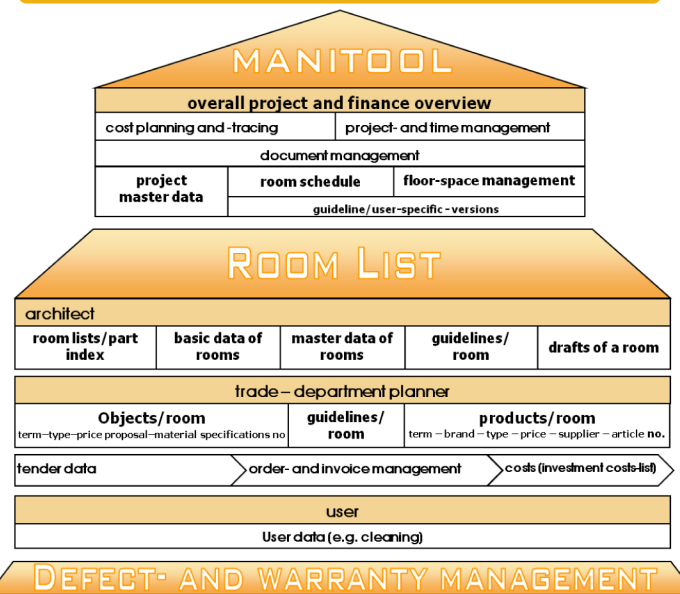 MANITOOL
overall project and finance overview
cost planning and -tracing
project- and time management
document management
project
master data
room schedule
floor-space management
guideline/user-specific - versions
ROOM LIST
architect
room lists/part
index
basic data of
rooms
master data of
rooms
guidelines/
room
drafts of a room
trade – department planner
Objects/room
term–type–price proposal–material specifications no
guidelines/
room
products/room
term – brand – type – price – supplier – article no.
tender data
order- and invoice management
costs (investment costs-list)
user
User data (e.g. cleaning)
DEFECT- AND WARRANTY MANAGEMENT